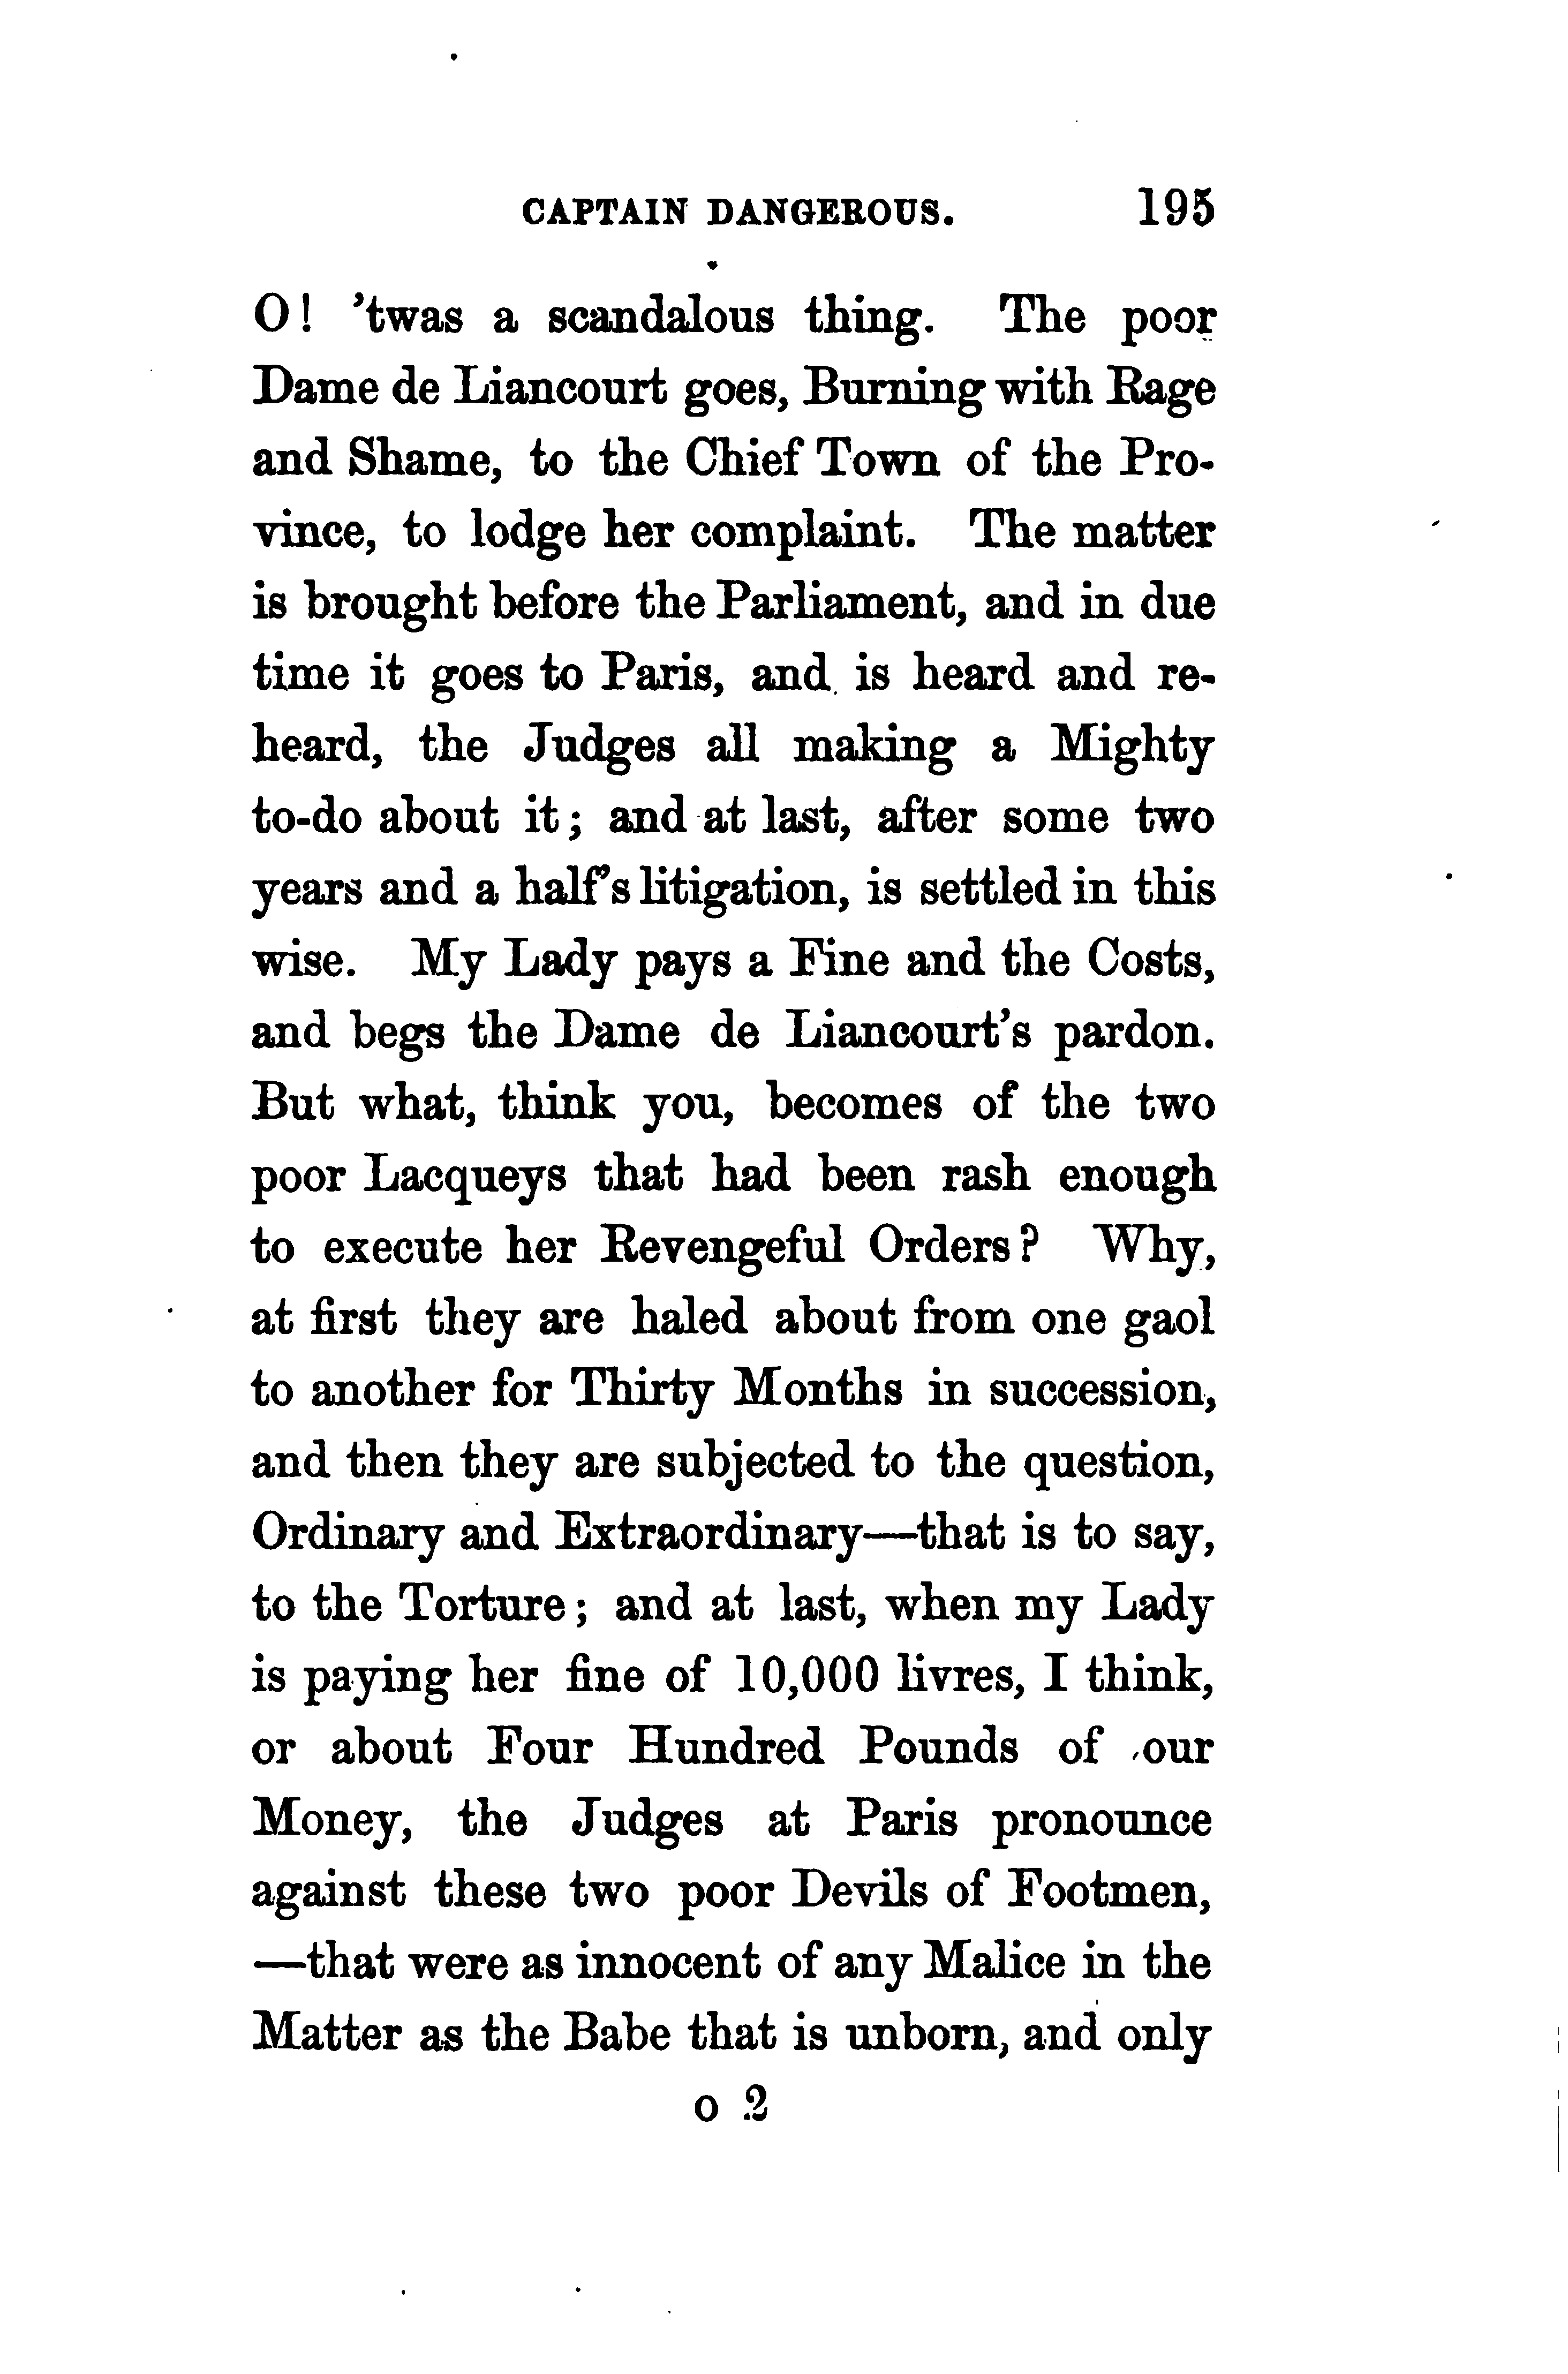 CAPTAIN DANGEROUS. 195
O! 'twas a scandalous thing. The poor
Dame de Liancourt goes, Burning with Rage
and Shame, to the Chief Town of the Pro-
vince, to lodge her complaint. The matter
is brought before the Parliament, and in due
time it goes to Paris, and is heard and re-
heard, the Judges all making a Mighty
to-do about it; and at last, after some two
years and a half's litigation, is settled in this
wise. My Lady pays a Fine and the Costs,
and begs the Dame de Liancourt's pardon.
But what, think you, becomes of the two
poor Lacqueys that had been rash enough
to execute her Revengeful Orders? Why,
at first they are haled about from one gaol
to another for Thirty Months in succession,
and then they are subjected to the question,
Ordinary and Extraordinary—that is to say,
to the Torture; and at last, when my Lady
is paying her fine of 10,000 livres, I think,
or about Four Hundred Pounds of our
Money, the Judges at Paris pronounce
against these two poor Devils of Footmen,
—that were as innocent of any Malice in the
Matter as the Babe that is unborn, and only
O 2